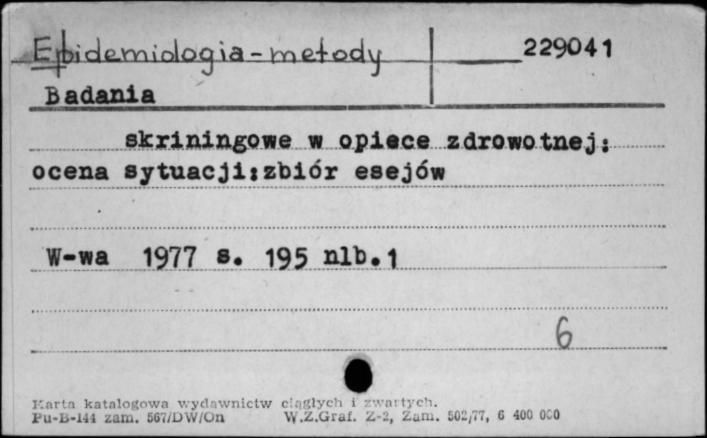 Epidemiologia - metody 229041
Badania
skriningowe w opiece zdrowotnej:
ocena sytuacji:zbiór esejów
W-wa 1977 s. 195 nlb.1
6
Karta katalogowa wydawnictw ciągłych i zwartych.
Pu-B-144 zam. 567/DW/On W.Z.Graf. Z-2, Zam. 502/77, 6 400 000